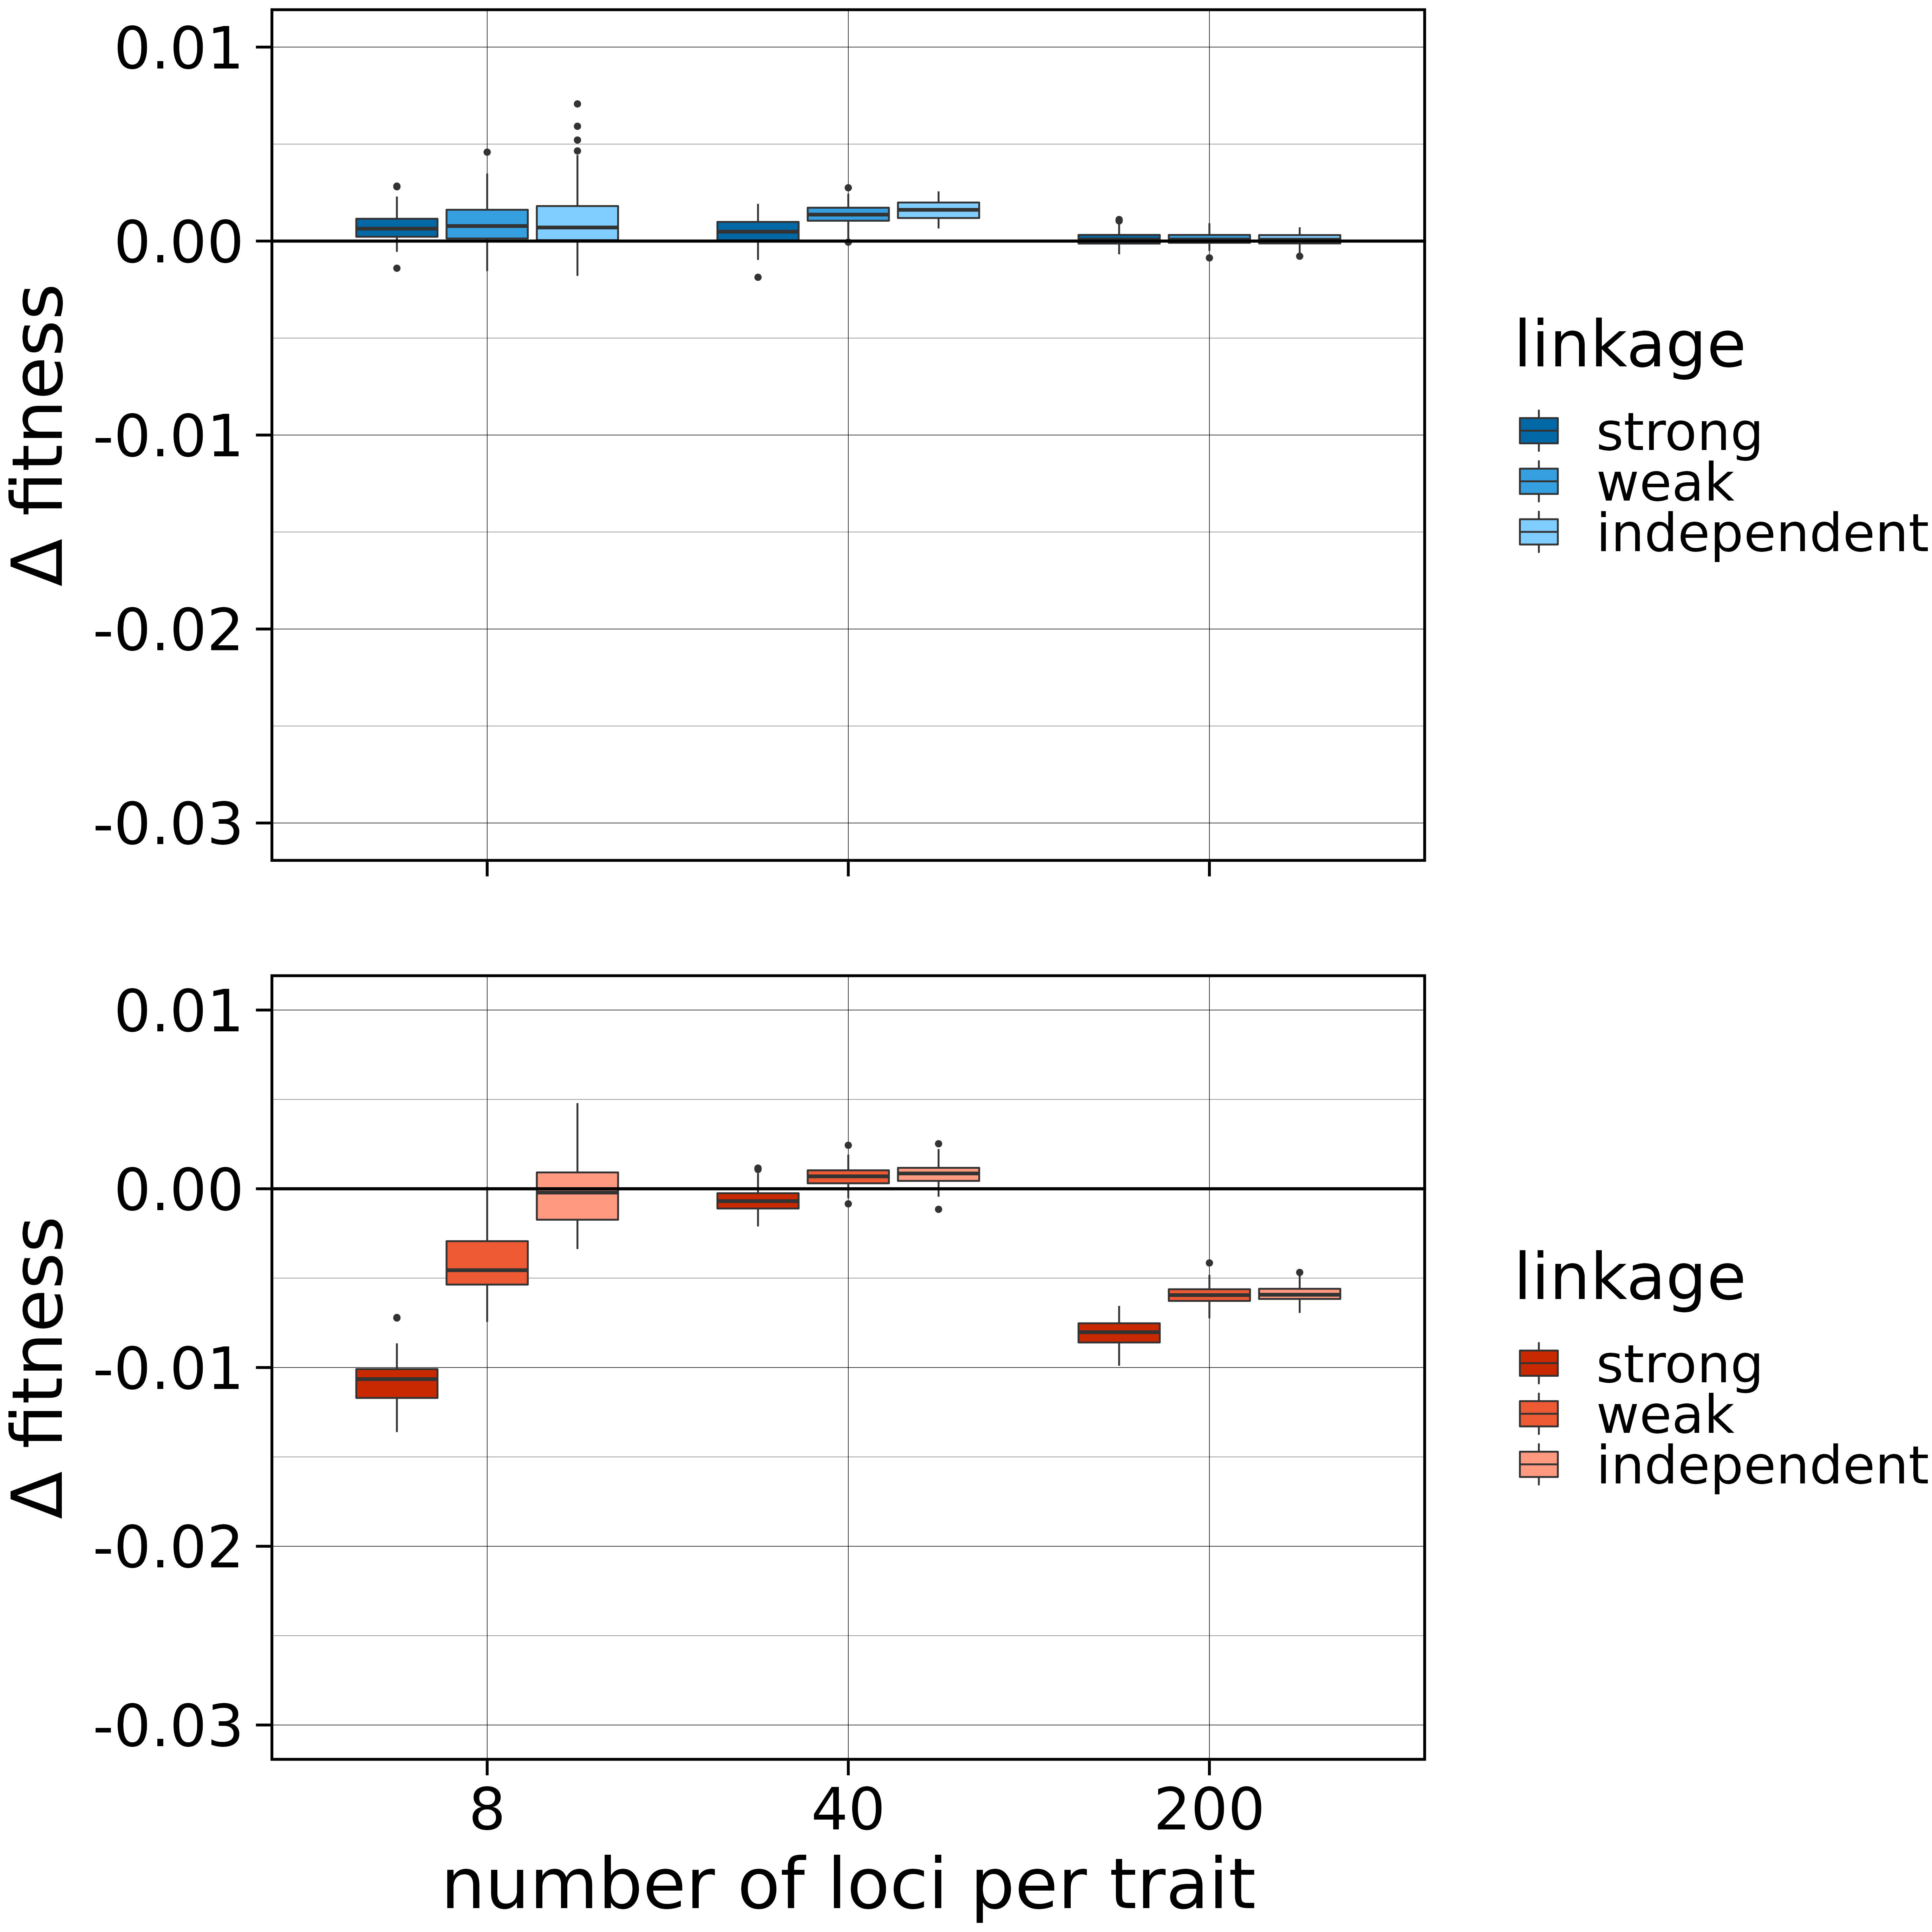 0.01
0.00
-0.01
-0.02
-0.03
Δ fitness
linkage
strong
weak
independent
0.01
0.00
-0.01
-0.02
-0.03
Δ fitness
8
40
200
number of loci per trait
linkage
strong
weak
independent